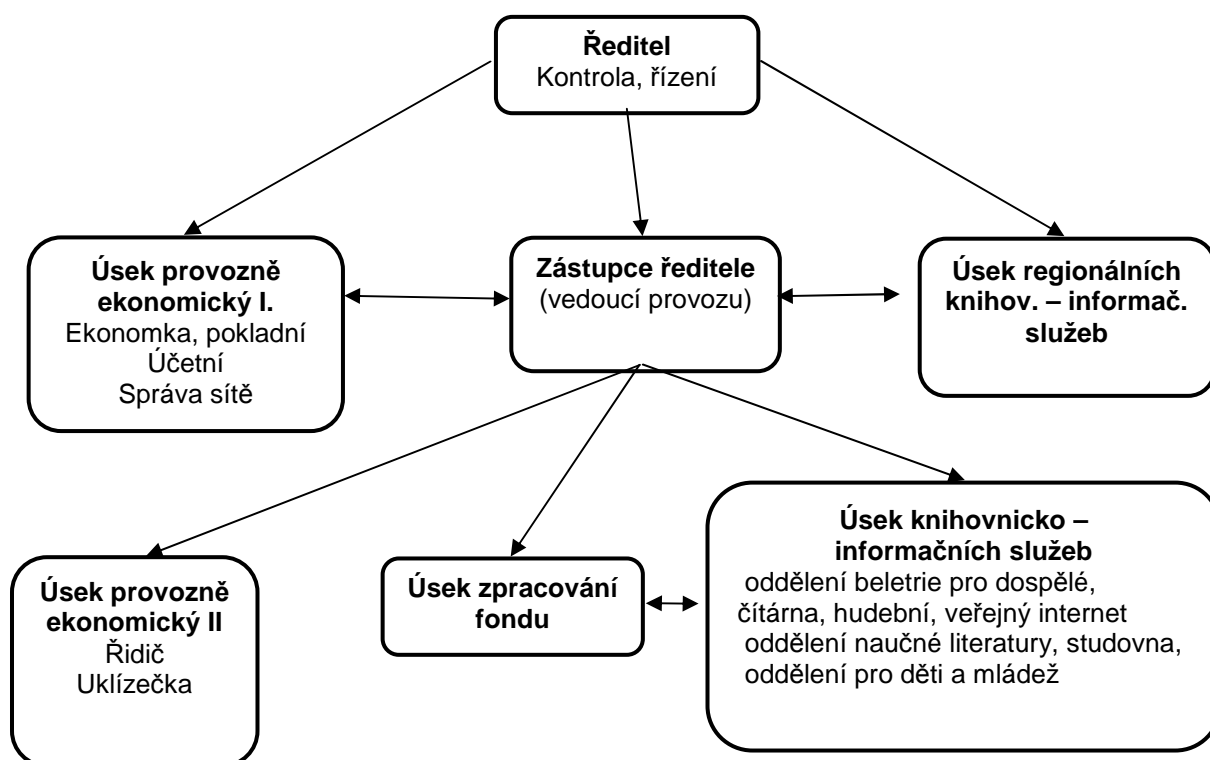 Ředitel
Kontrola, řízení
Úsek provozně
ekonomický I.
Ekonomka, pokladní
Účetní
Správa sítě
Zástupce ředitele
(vedoucí provozu)
Úsek regionálních
knihov. – informač.
služeb
Úsek provozně
ekonomický II
Řidič
Uklízečka
Úsek zpracování
fondu
Úsek knihovnicko –
informačních služeb
oddělení beletrie pro dospělé,
čítárna, hudební, veřejný internet
oddělení naučné literatury, studovna,
oddělení pro děti a mládež